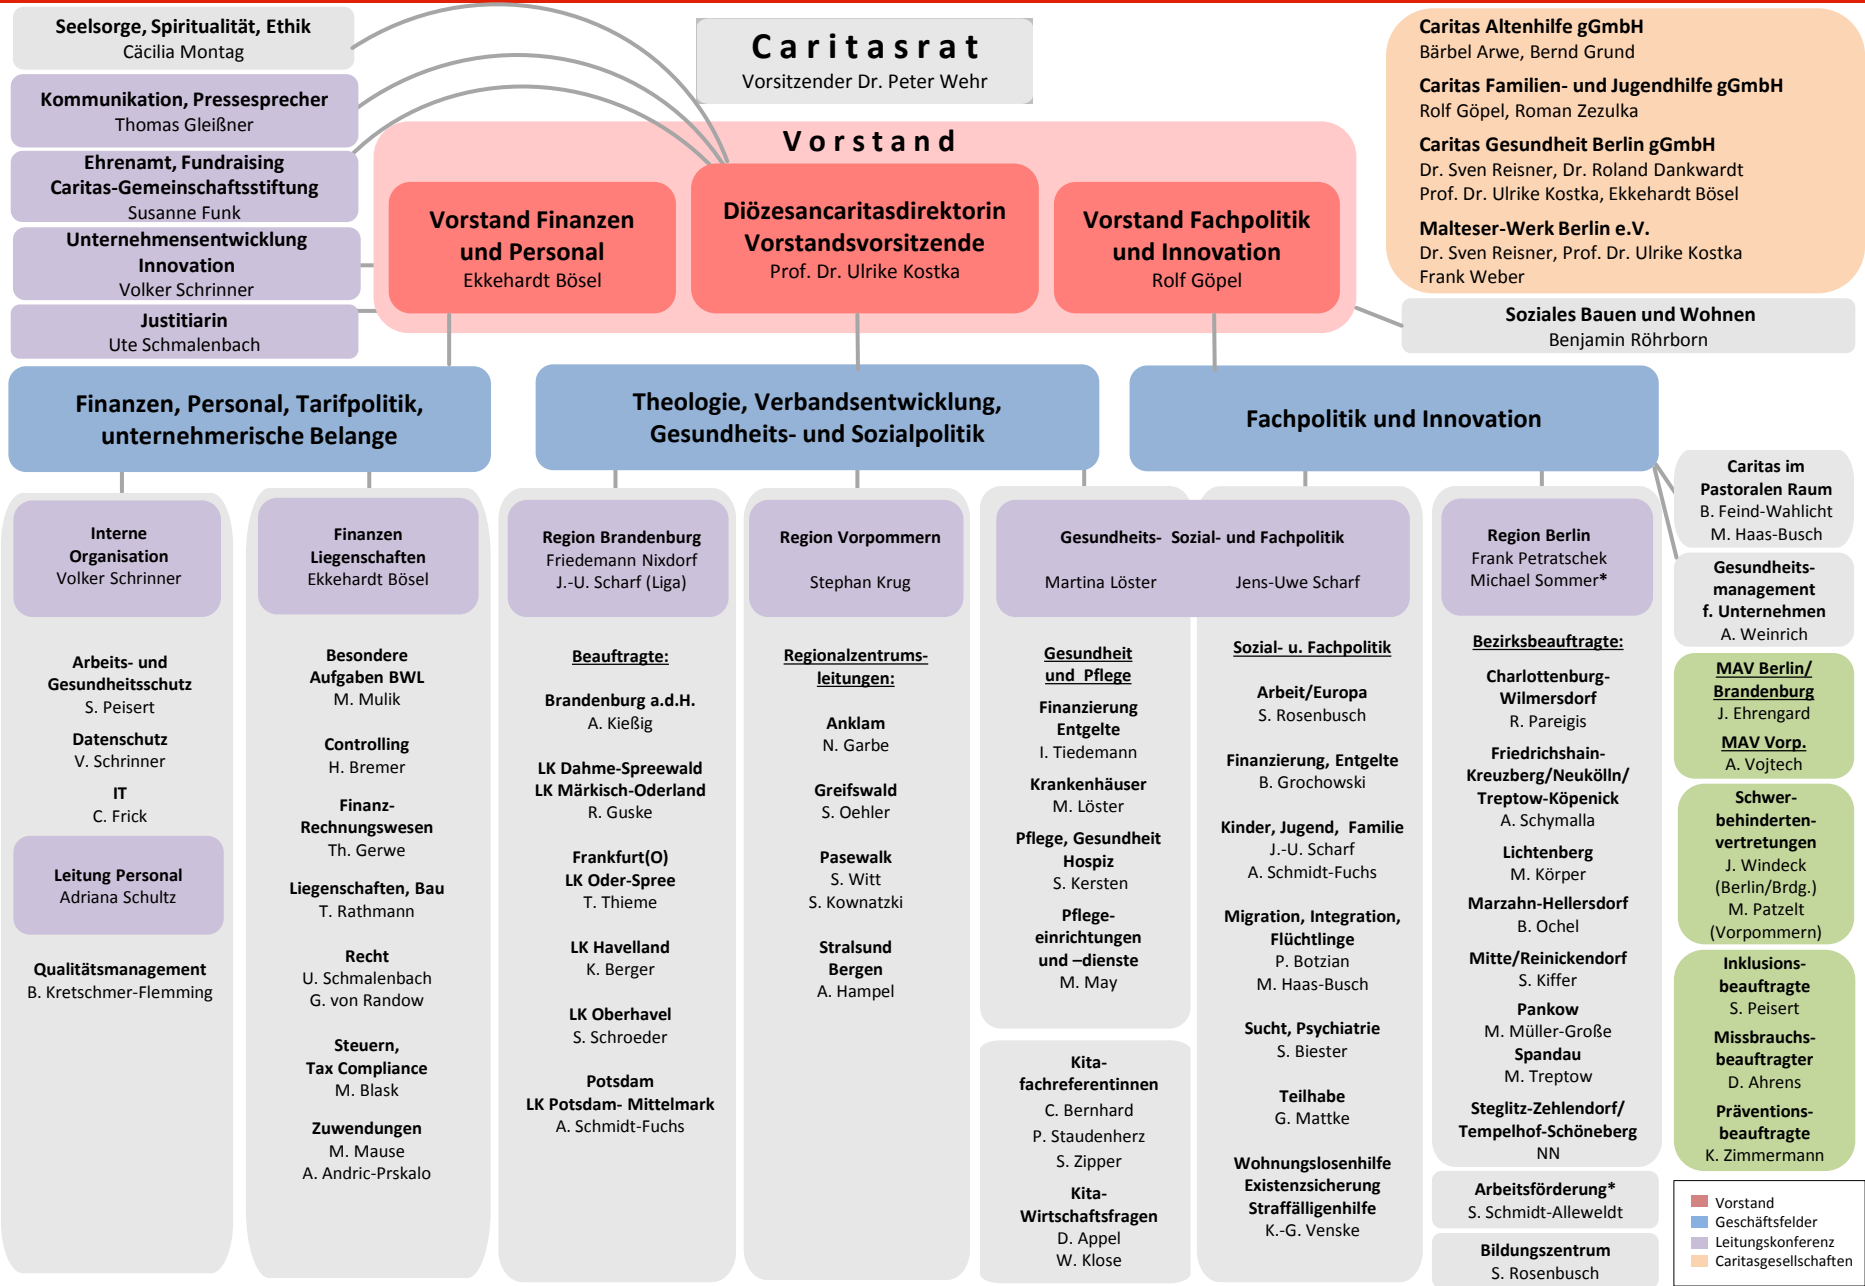 Seelsorge, Spiritualität, Ethik
Cäcilia Montag
Kommunikation, Pressesprecher
Thomas Gleißner
Ehrenamt, Fundraising
Caritas-Gemeinschaftsstiftung
Susanne Funk
Unternehmensentwicklung
Innovation
Volker Schrinner
Justitiarin
Ute Schmalenbach
Caritasrat
Vorsitzender Dr. Peter Wehr
Vorstand
Vorstand Finanzen
und Personal
Ekkehardt Bösel
Diözesancaritasdirektorin
Vorstandsvorsitzende
Prof. Dr. Ulrike Kostka
Vorstand Fachpolitik
und Innovation
Rolf Göpel
Caritas Altenhilfe gGmbH
Bärbel Arwe, Bernd Grund
Caritas Familien- und Jugendhilfe gGmbH
Rolf Göpel, Roman Zezulka
Caritas Gesundheit Berlin gGmbH
Dr. Sven Reisner, Dr. Roland Dankwardt
Prof. Dr. Ulrike Kostka, Ekkehardt Bösel
Malteser-Werk Berlin e.V.
Dr. Sven Reisner, Prof. Dr. Ulrike Kostka
Frank Weber
Soziales Bauen und Wohnen
Benjamin Röhrborn
Finanzen, Personal, Tarifpolitik,
unternehmerische Belange
Theologie, Verbandsentwicklung,
Gesundheits- und Sozialpolitik
Fachpolitik und Innovation
Interne
Organisation
Volker Schrinner
Arbeits- und
Gesundheitsschutz
S. Peisert
Datenschutz
V. Schrinner
IT
C. Frick
Leitung Personal
Adriana Schultz
Qualitätsmanagement
B. Kretschmer-Flemming
Finanzen
Liegenschaften
Ekkehardt Bösel
Besondere
Aufgaben BWL
M. Mulik
Controlling
H. Bremer
Finanz-
Rechnungswesen
Th. Gerwe
Liegenschaften, Bau
T. Rathmann
Recht
U. Schmalenbach
G. von Randow
Steuern,
Tax Compliance
M. Blask
Zuwendungen
M. Mause
A. Andric-Prskalo
Region Brandenburg
Friedemann Nixdorf
J.-U. Scharf (Liga)
Beauftragte:
Brandenburg a.d.H.
A. Kießig
LK Dahme-Spreewald
LK Märkisch-Oderland
R. Guske
Frankfurt(O)
LK Oder-Spree
T. Thieme
LK Havelland
K. Berger
LK Oberhavel
S. Schroeder
Potsdam
LK Potsdam- Mittelmark
A. Schmidt-Fuchs
Region Vorpommern
Stephan Krug
Regionalzentrums-
leitungen:
Anklam
N. Garbe
Greifswald
S. Oehler
Pasewalk
S. Witt
S. Kownatzki
Stralsund
Bergen
A. Hampel
Gesundheits- Sozial- und Fachpolitik
Martina Löster
Jens-Uwe Scharf
Gesundheit
und Pflege
Finanzierung
Entgelte
I. Tiedemann
Krankenhäuser
M. Löster
Pflege, Gesundheit
Hospiz
S. Kersten
Pflege-
einrichtungen
und –dienste
M. May
Kita-
fachreferentinnen
C. Bernhard
P. Staudenherz
S. Zipper
Kita-
Wirtschaftsfragen
D. Appel
W. Klose
Sozial- u. Fachpolitik
Arbeit/Europa
S. Rosenbusch
Finanzierung, Entgelte
B. Grochowski
Kinder, Jugend, Familie
J.-U. Scharf
A. Schmidt-Fuchs
Migration, Integration,
Flüchtlinge
P. Botzian
M. Haas-Busch
Sucht, Psychiatrie
S. Biester
Teilhabe
G. Mattke
Wohnungslosenhilfe
Existenzsicherung
Straffälligenhilfe
K.-G. Venske
Region Berlin
Frank Petratschek
Michael Sommer*
Bezirksbeauftragte:
Charlottenburg-
Wilmersdorf
R. Pareigis
Friedrichshain-
Kreuzberg/Neukölln/
Treptow-Köpenick
A. Schymalla
Lichtenberg
M. Körper
Marzahn-Hellersdorf
B. Ochel
Mitte/Reinickendorf
S. Kiffer
Pankow
M. Müller-Große
Spandau
M. Treptow
Steglitz-Zehlendorf/
Tempelhof-Schöneberg
NN
Arbeitsförderung*
S. Schmidt-Alleweldt
Bildungszentrum
S. Rosenbusch
Caritas im
Pastoralen Raum
B. Feind-Wahlicht
M. Haas-Busch
Gesundheits-
management
f. Unternehmen
A. Weinrich
MAV Berlin/
Brandenburg
J. Ehrengard
MAV Vorp.
A. Vojtech
Schwer-
behinderten-
vertretungen
J. Windeck
(Berlin/Brdg.)
M. Patzelt
(Vorpommern)
Inklusions-
beauftragte
S. Peisert
Missbrauchs-
beauftragter
D. Ahrens
Präventions-
beauftragte
K. Zimmermann
Vorstand
Geschäftsfelder
Leitungskonferenz
Caritasgesellschaften